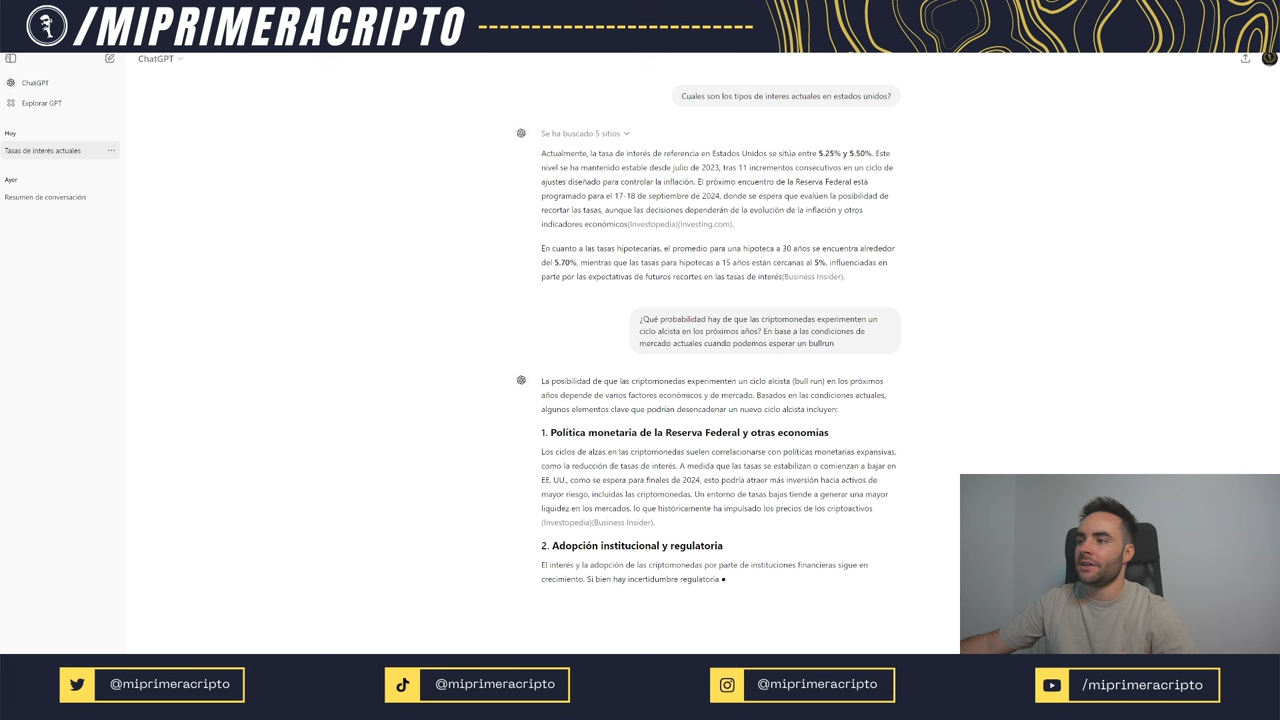 /MIPRIMERACRIPTO
ChatGPT
ChatGPT
Explorar GPT
Hoy
Tasas de interés actuales
Ayer
Resumen de conversación
Cuales son los tipos de interes actuales en estados unidos?
Se ha buscado 5 sitios
Actualmente, la tasa de interés de referencia en Estados Unidos se sitúa entre 5.25% y 5.50%. Este
nivel se ha mantenido estable desde julio de 2023, tras 11 incrementos consecutivos en un ciclo de
ajustes diseñado para controlar la inflación. El próximo encuentro de la Reserva Federal está
programado para el 17-18 de septiembre de 2024, donde se espera que evalúen la posibilidad de
recortar las tasas, aunque las decisiones dependerán de la evolución de la inflación y otros
indicadores económicos(Investopedia)(Investing.com).
En cuanto a las tasas hipotecarias, el promedio para una hipoteca a 30 años se encuentra alrededor
del 5.70%, mientras que las tasas para hipotecas a 15 años están cercanas al 5%, influenciadas en
parte por las expectativas de futuros recortes en las tasas de interés(Business Insider).
¿Qué probabilidad hay de que las criptomonedas experimenten un
ciclo alcista en los próximos años? En base a las condiciones de
mercado actuales cuando podemos esperar un bullrun
La posibilidad de que las criptomonedas experimenten un ciclo alcista (bull run) en los próximos
años depende de varios factores económicos y de mercado. Basados en las condiciones actuales,
algunos elementos clave que podrían desencadenar un nuevo ciclo alcista incluyen:
1. Política monetaria de la Reserva Federal y otras economías
Los ciclos de alzas en las criptomonedas suelen correlacionarse con políticas monetarias expansivas,
como la reducción de tasas de interés. A medida que las tasas se estabilizan o comienzan a bajar en
EE. UU., como se espera para finales de 2024, esto podría atraer más inversión hacia activos de
mayor riesgo, incluidas las criptomonedas. Un entorno de tasas bajas tiende a generar una mayor
liquidez en los mercados, lo que históricamente ha impulsado los precios de los criptoactivos
(Investopedia)(Business Insider).
2. Adopción institucional y regulatoria
El interés y la adopción de las criptomonedas por parte de instituciones financieras sigue en
crecimiento. Si bien hay incertidumbre regulatoria
@miprimeracripto
@miprimeracripto
@miprimeracripto
/miprimeracripto